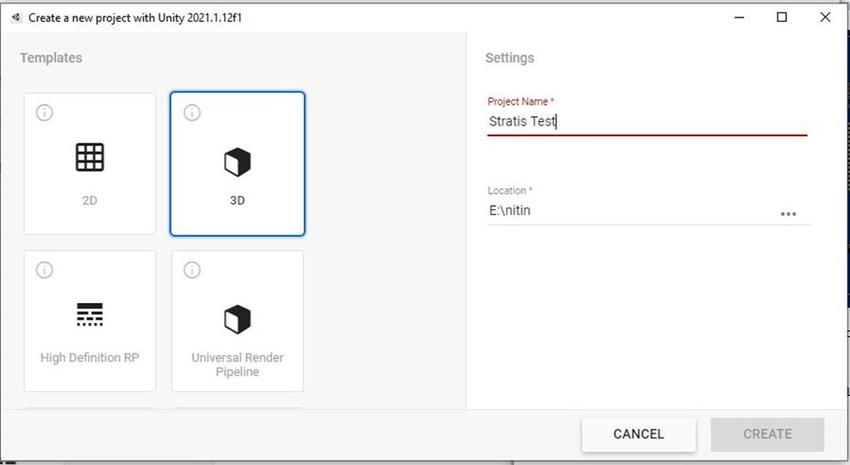 Create a new project with Unity 2021.1.12f1
Templates
2D
3D
High Definition RP
Universal Render
Pipeline
Settings
Project Name *
Stratis Test
Location *
E:\nitin
CANCEL
CREATE